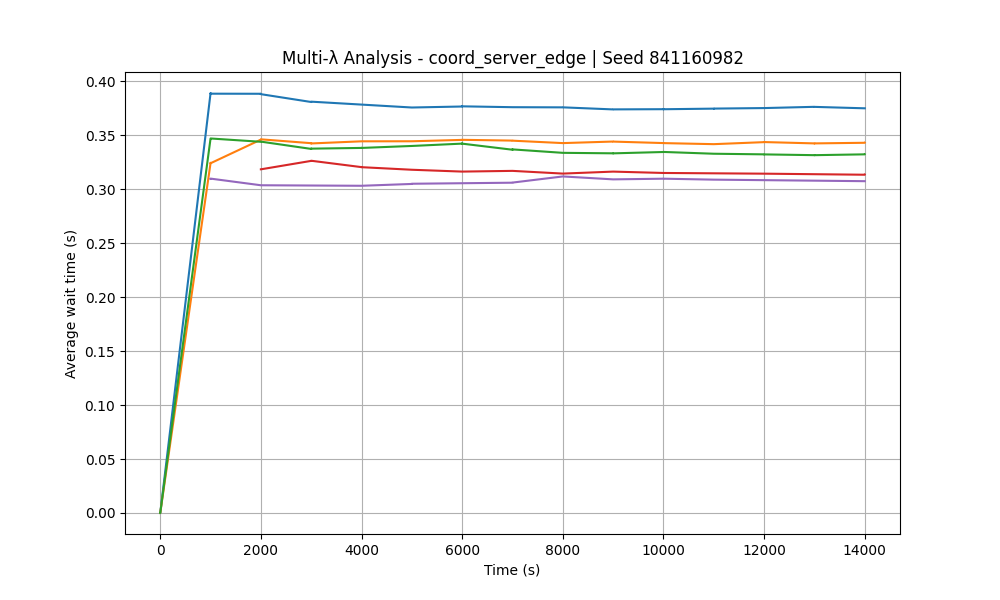 Multi-λ Analysis - coord_server_edge | Seed 841160982
Average wait time (s)
0.40
0.35
0.30
0.25
0.20
0.15
0.10
0.05
0.00
0 2000 4000 6000 8000 10000 12000 14000
Time (s)